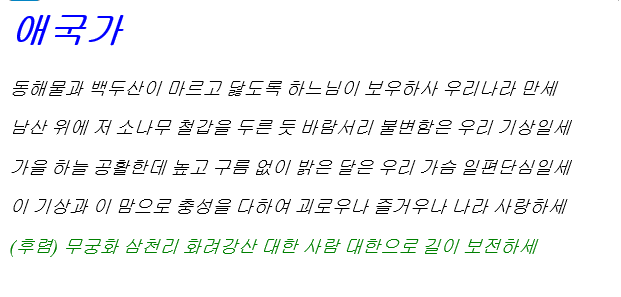 애국가
동해물과 백두산이 마르고 닳도록 하느님이 보우하사 우리나라 만세
남산 위에 저 소나무 철갑을 두른 듯 바람서리 불변함은 우리 기상일세
가을 하늘 공활한데 높고 구름 없이 밝은 달은 우리 가슴 일편단심일세
이 기상과 이 맘으로 충성을 다하여 괴로우나 즐거우나 나라 사랑하세
(후렴) 무궁화 삼천리 화려강산 대한 사람 대한으로 길이 보전하세